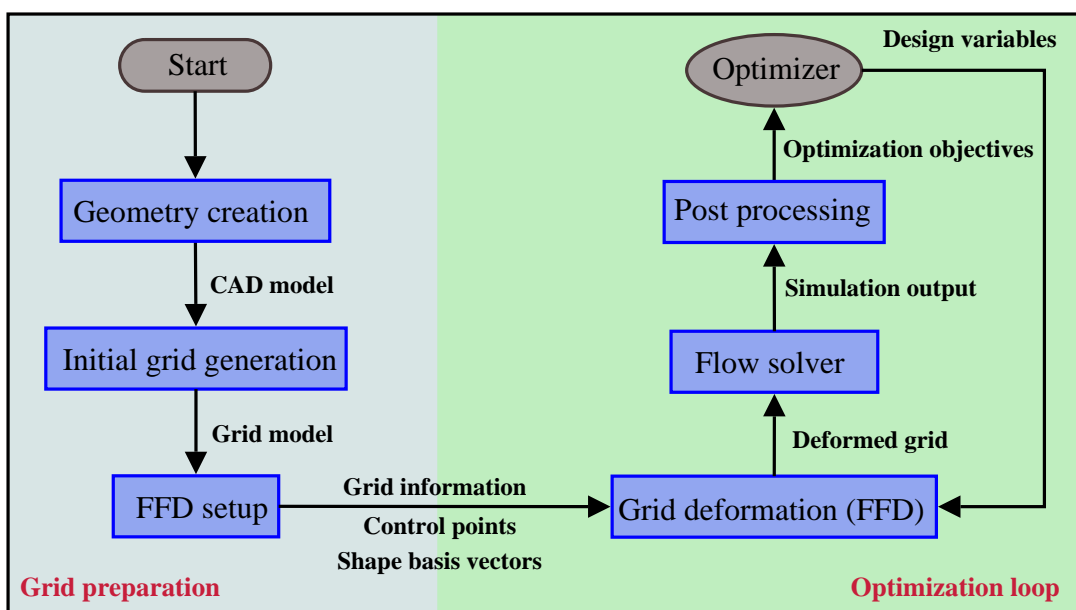 Start
Geometry creation
CAD model
Initial grid generation
Grid model
FFD setup
Grid information
Control points
Shape basis vectors
Grid preparation
Design variables
Optimizer
Optimization objectives
Post processing
Simulation output
Flow solver
Deformed grid
Grid deformation (FFD)
Optimization loop